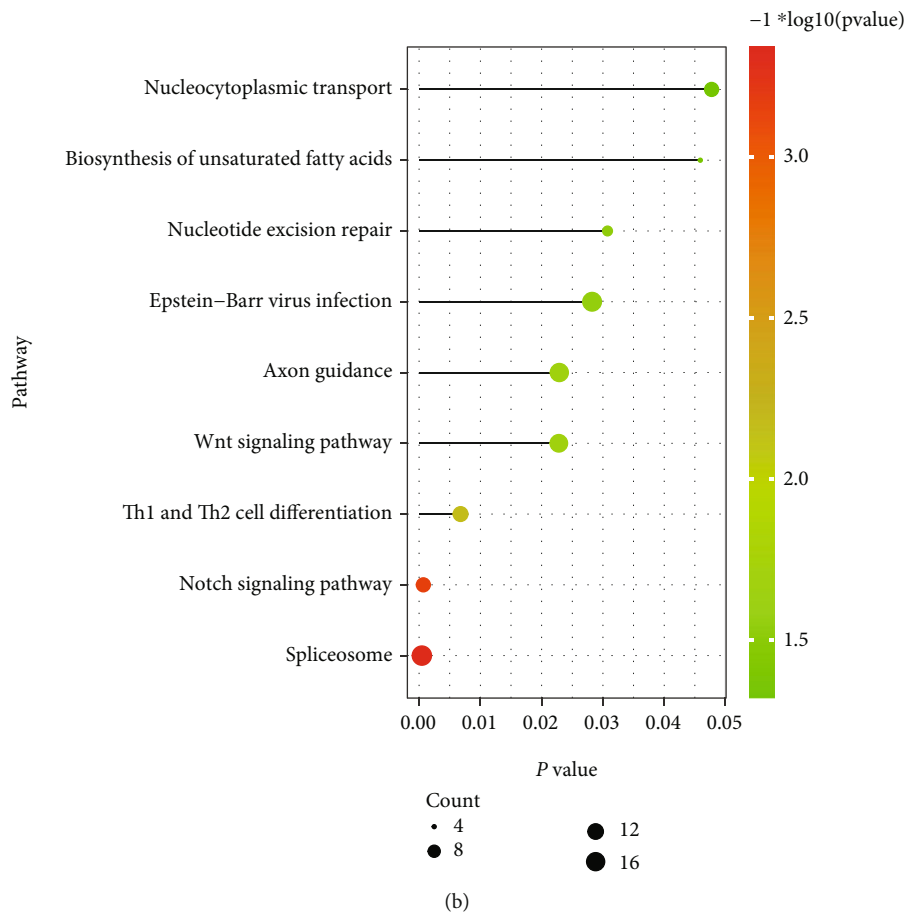 −1 *log10(pvalue)
Nucleocytoplasmic transport
Biosynthesis of unsaturated fatty acids
Nucleotide excision repair
Epstein−Barr virus infection
Axon guidance
Wnt signaling pathway
Th1 and Th2 cell differentiation
Notch signaling pathway
Spliceosome
Pathway
3.0
2.5
2.0
1.5
0.00 0.01 0.02 0.03 0.04 0.05
P value
Count
4
8
12
16
(b)